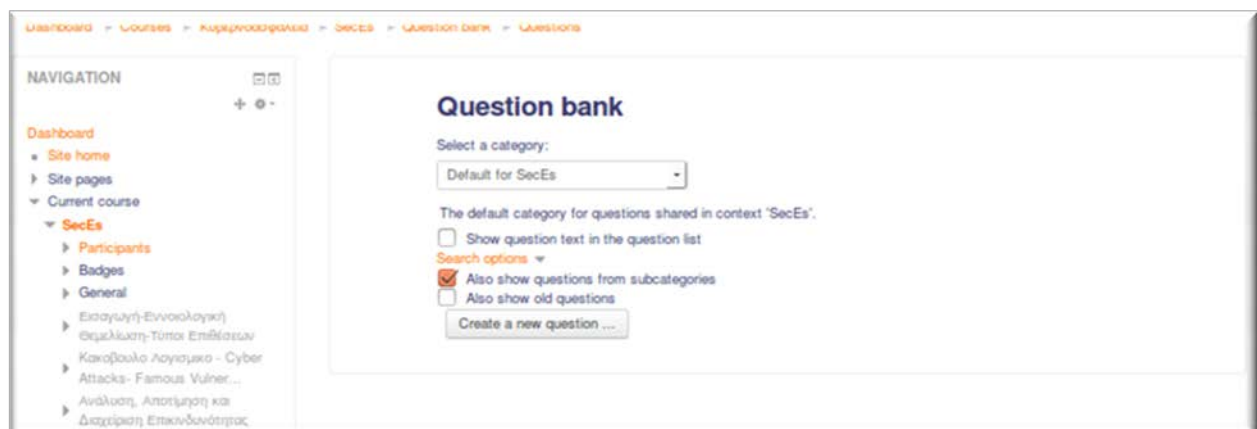 Dashboard Courses Κυβερνοασφάλεια SecEs Question bank Questions
NAVIGATION
Dashboard
Site home
Site pages
Current course
SecEs
Participants
Badges
General
Εισαγωγή-Εννοιολογική
Θεμελίωση-Τύποι Επιθέσεων
Κακοβουλο Λογισμικο - Cyber
Attacks- Famous Vulner...
Ανάλυση, Αποτίμηση και
Διαχείριση Επικινδυνότητας
Question bank
Select a category:
Default for SecEs
The default category for questions shared in context 'SecEs'.
Show question text in the question list
Search options
Also show questions from subcategories
Also show old questions
Create a new question ...